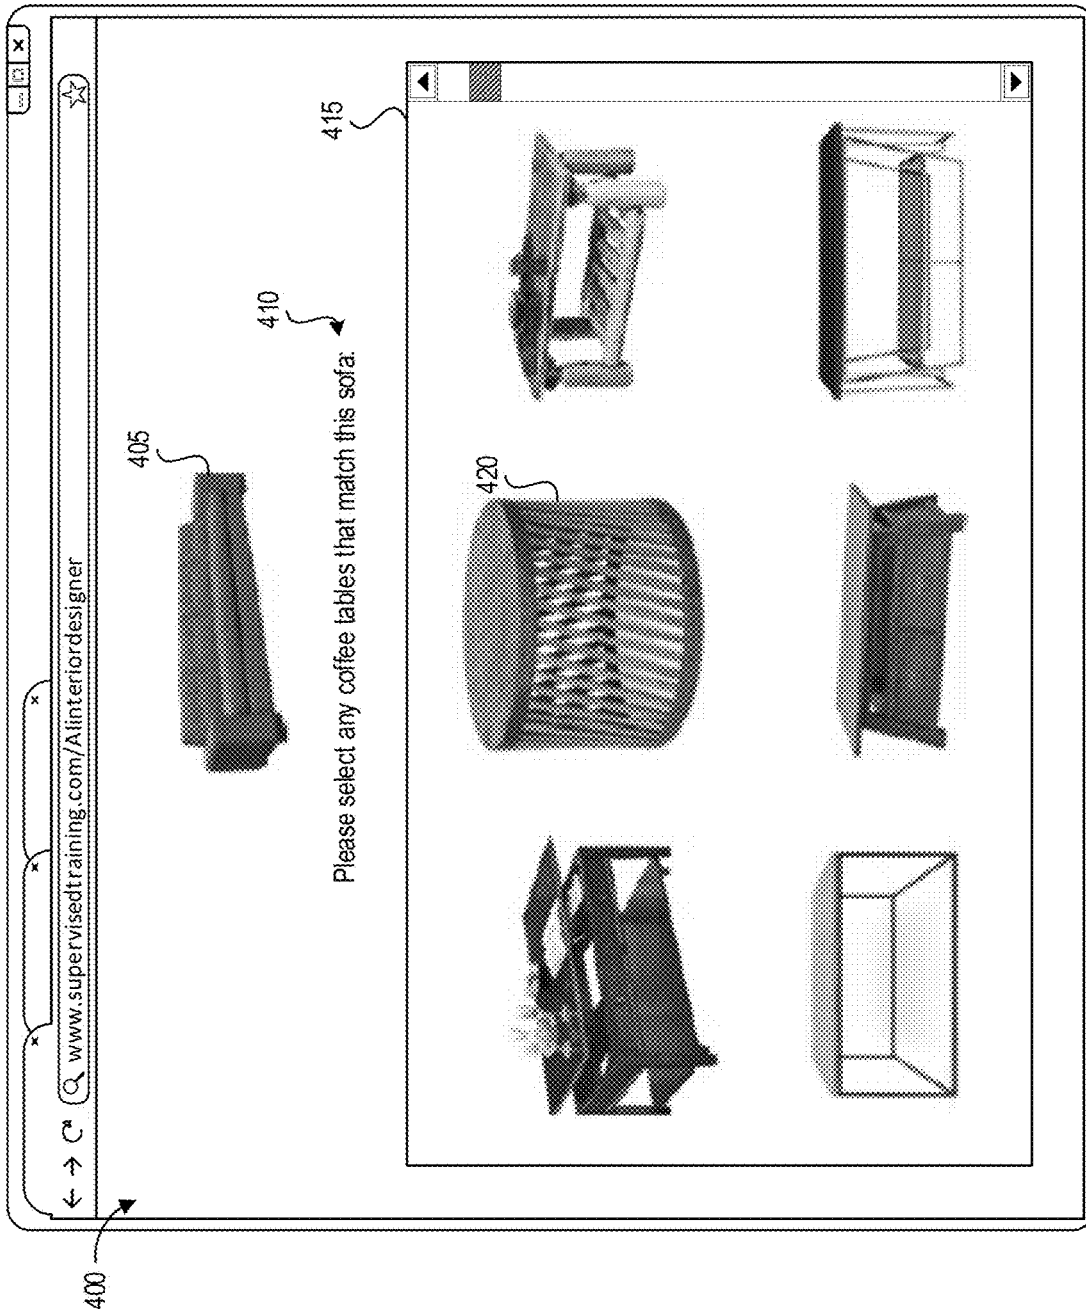 www.supervisedtraining.com/AIinteriordesigner
405
410
Please select any coffee tables that match this sofa:
415
420
400